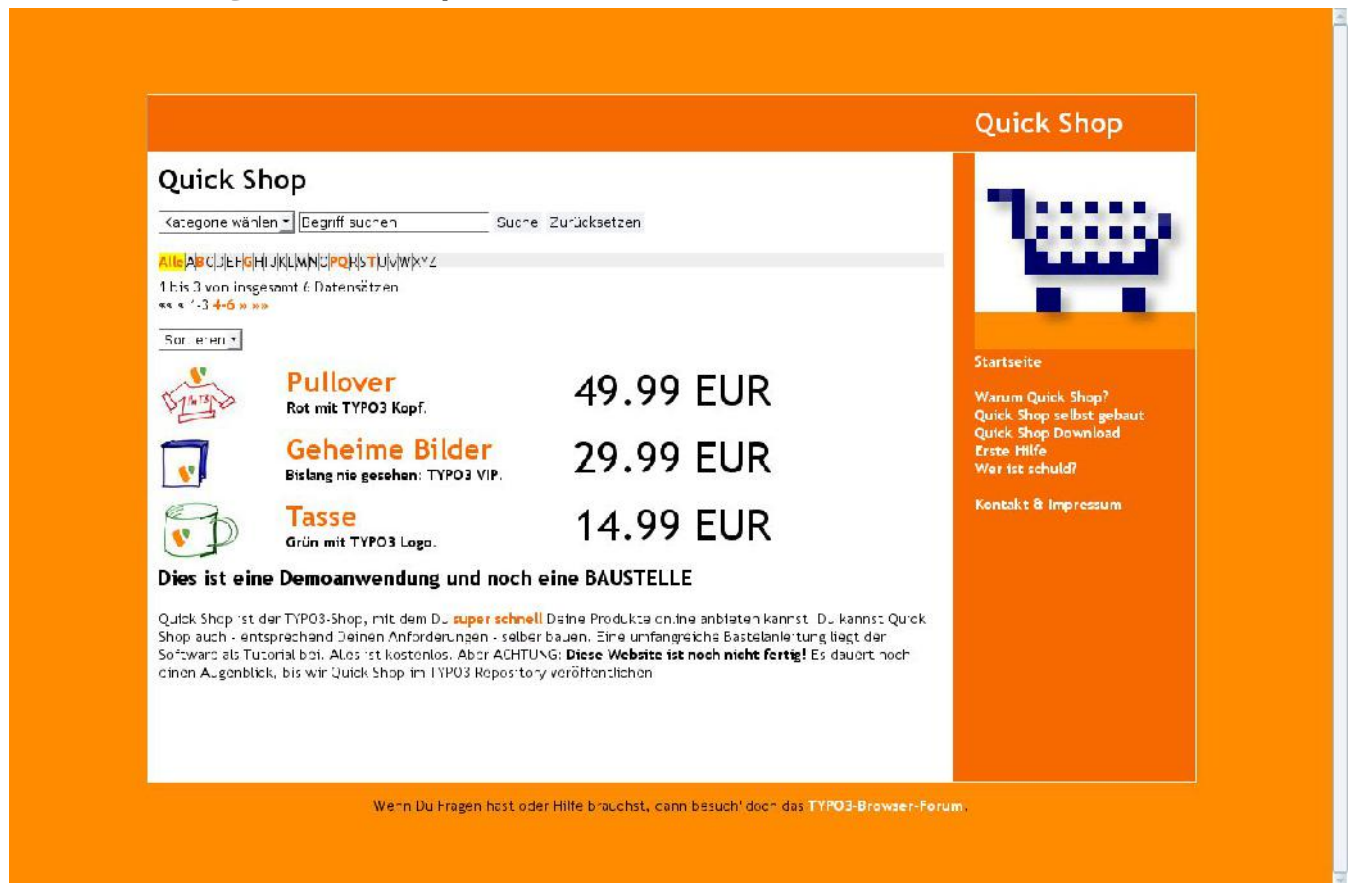 Quick Shop
Quick Shop
Kategorie wählen Begriff suchen Suche Zurücksetzen
Alle|A|B|C|D|E|F|G|H|I|J|K|L|M|N|O|P|Q|R|S|T|U|V|W|X|Y|Z
1 bis 3 von insgesamt 6 Datensätzen
«« « 1-3 4-6 » »»
Sortieren
Pullover
Rot mit TYPO3 Kopf.
49.99 EUR
Geheime Bilder
Bislang nie gesehen: TYPO3 VIP.
29.99 EUR
Tasse
Grün mit TYPO3 Logo.
14.99 EUR
Dies ist eine Demoanwendung und noch eine BAUSTELLE
Quick Shop ist der TYPO3-Shop, mit dem Du super schnell Deine Produkte online anbieten kannst. Du kannst Quick
Shop auch - entsprechend Deinen Anforderungen - selber bauen. Eine umfangreiche Bastelanleitung liegt der
Software als Tutorial bei. Alles ist kostenlos. Aber ACHTUNG: Diese Website ist noch nicht fertig! Es dauert noch
einen Augenblick, bis wir Quick Shop im TYPO3 Repository veröffentlichen
Startseite
Warum Quick Shop?
Quick Shop selbst gebaut
Quick Shop Download
Erste Hilfe
Wer ist schuld?
Kontakt & Impressum
Wenn Du Fragen hast oder Hilfe brauchst, dann besuch' doch das TYPO3-Browser-Forum.